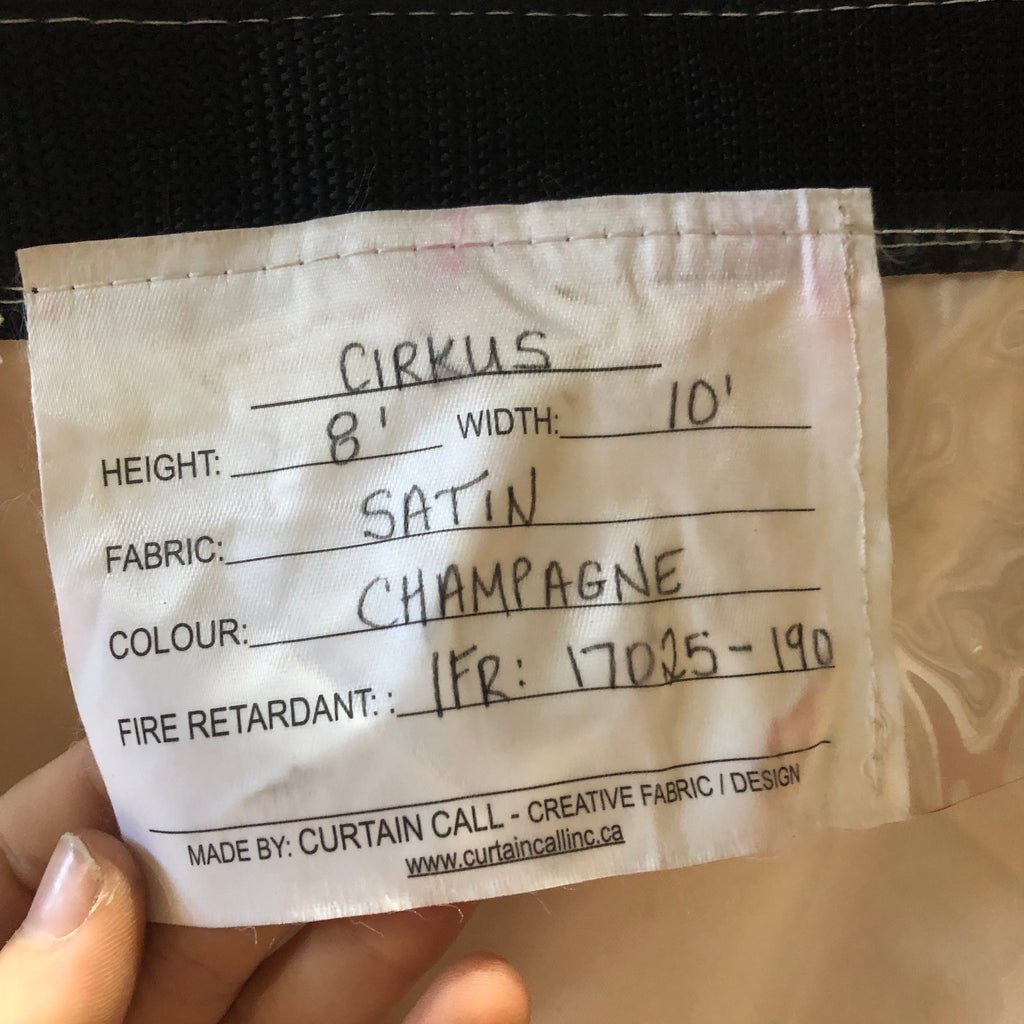 CIRKUS
HEIGHT: 8' WIDTH: 10'
FABRIC: SATIN
COLOUR: CHAMPAGNE
FIRE RETARDANT: : IFR: 17025-190
MADE BY: CURTAIN CALL - CREATIVE FABRIC / DESIGN
www.curtaincallinc.ca